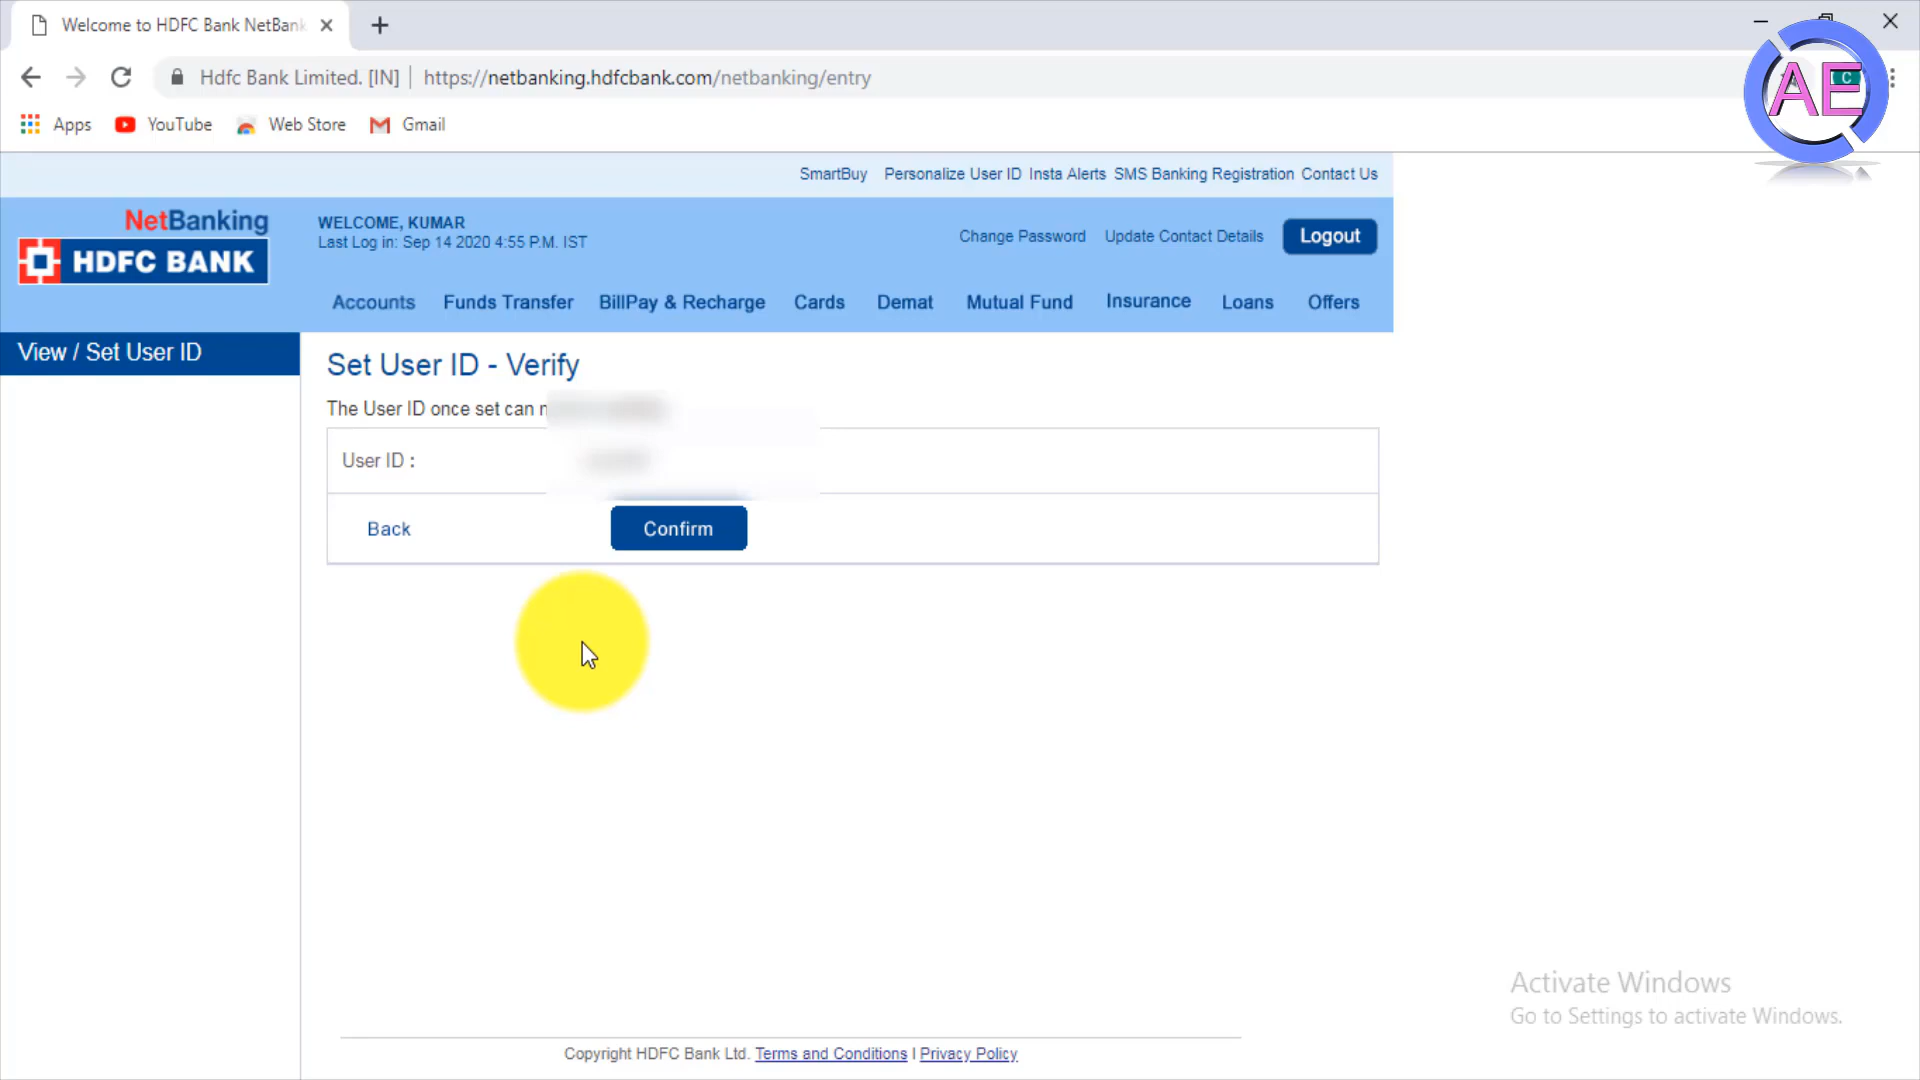 Welcome to HDFC Bank NetBank
Hdfc Bank Limited. [IN] https://netbanking.hdfcbank.com/netbanking/entry
AE
C
Apps YouTube Web Store Gmail
SmartBuy Personalize User ID Insta Alerts SMS Banking Registration Contact Us
NetBanking
HDFC BANK
WELCOME, KUMAR
Last Log in: Sep 14 2020 4:55 P.M. IST
Change Password Update Contact Details Logout
Accounts Funds Transfer BillPay & Recharge Cards Demat Mutual Fund Insurance Loans Offers
View / Set User ID
Set User ID - Verify
The User ID once set can
User ID :
Back Confirm
Activate Windows
Go to Settings to activate Windows.
Copyright HDFC Bank Ltd. Terms and Conditions I Privacy Policy